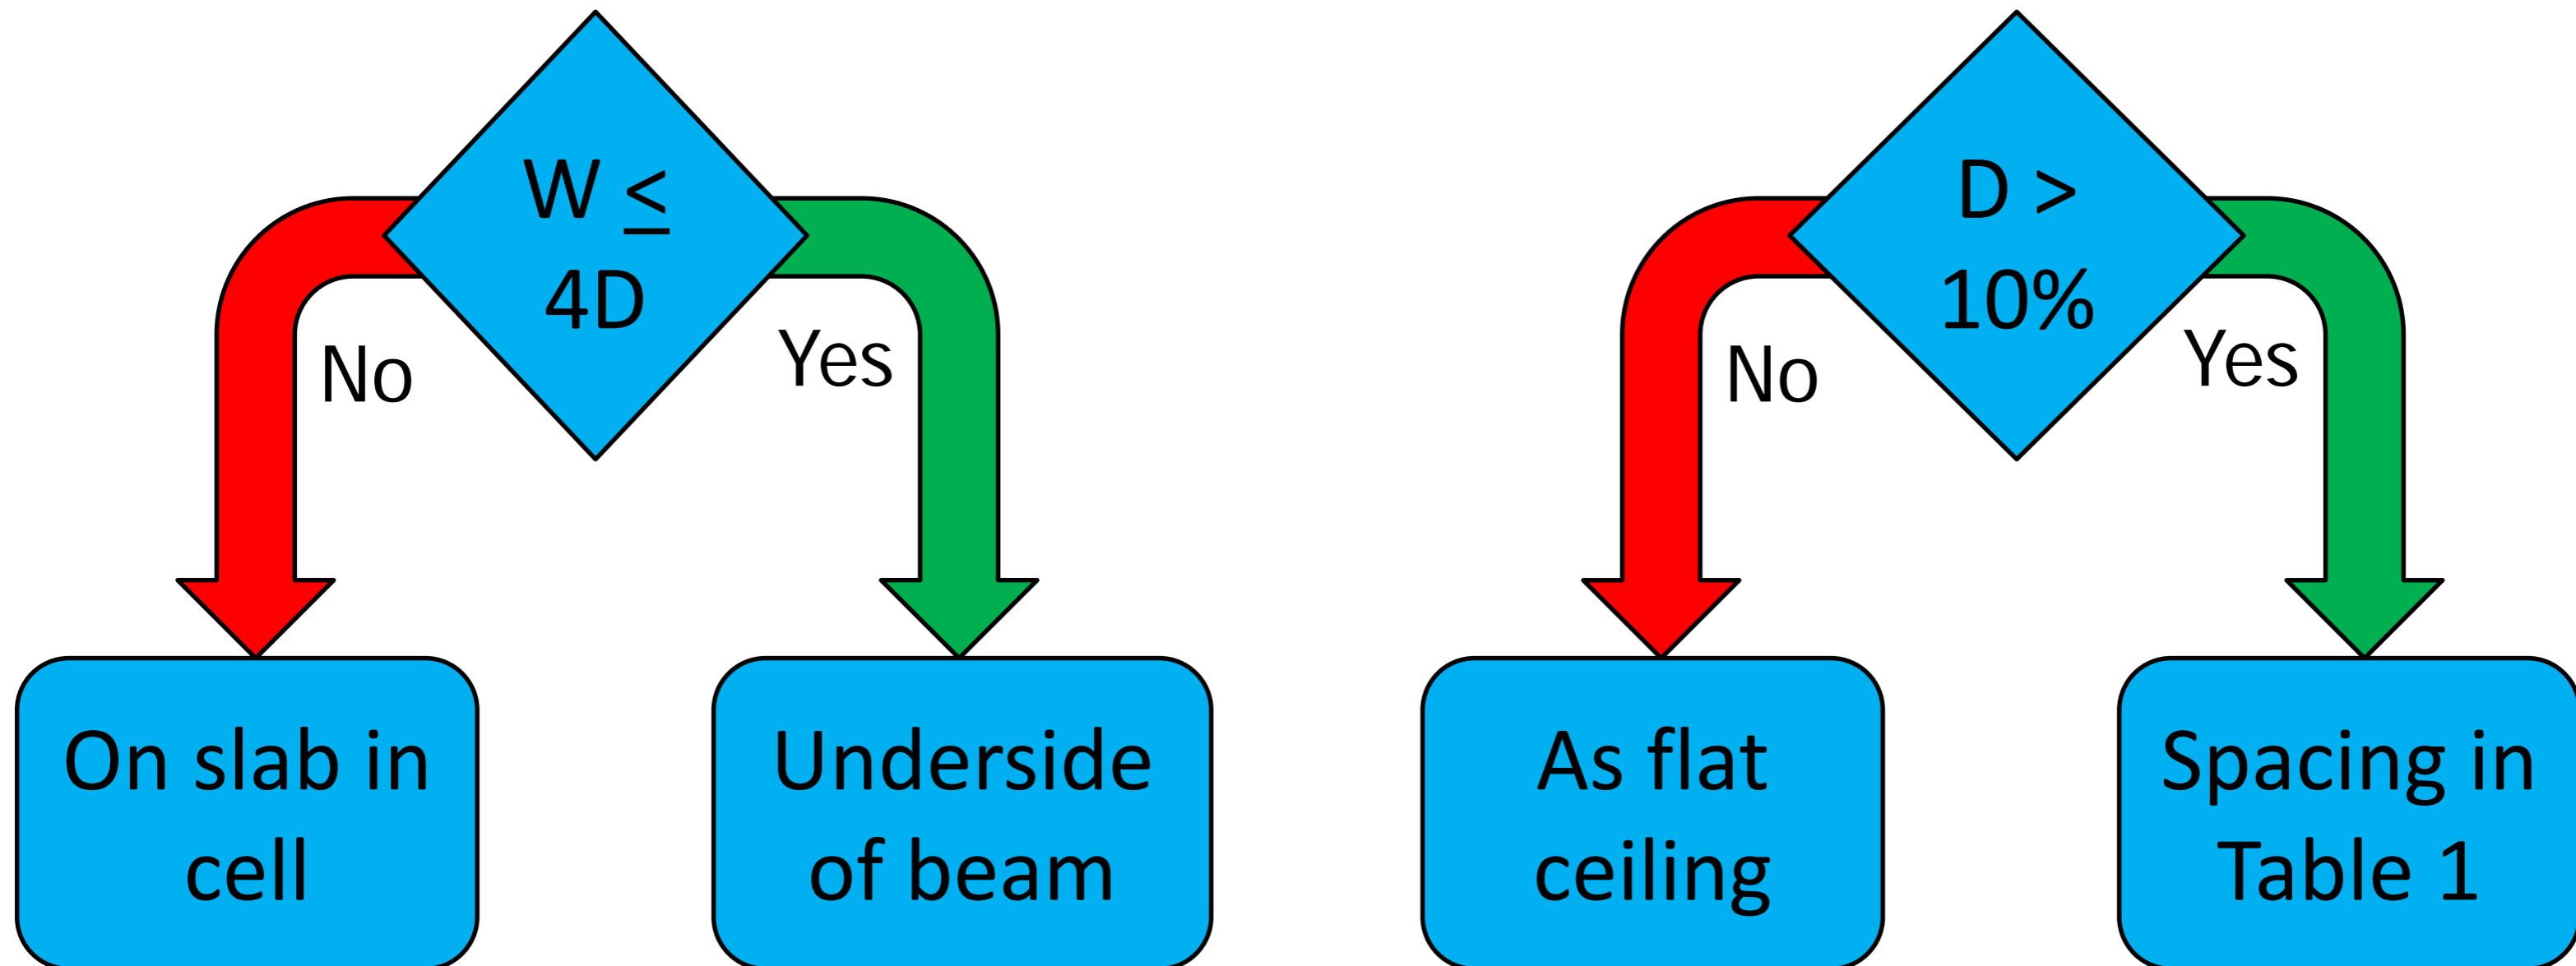 W ≤
4D
No
Yes
On slab in
cell
Underside
of beam
D >
10%
No
Yes
As flat
ceiling
Spacing in
Table 1